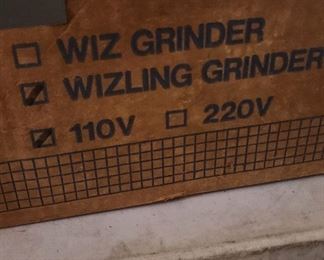 ☐ WIZ GRINDER
☑ WIZLING GRINDER
☑ 110V ☐ 220V